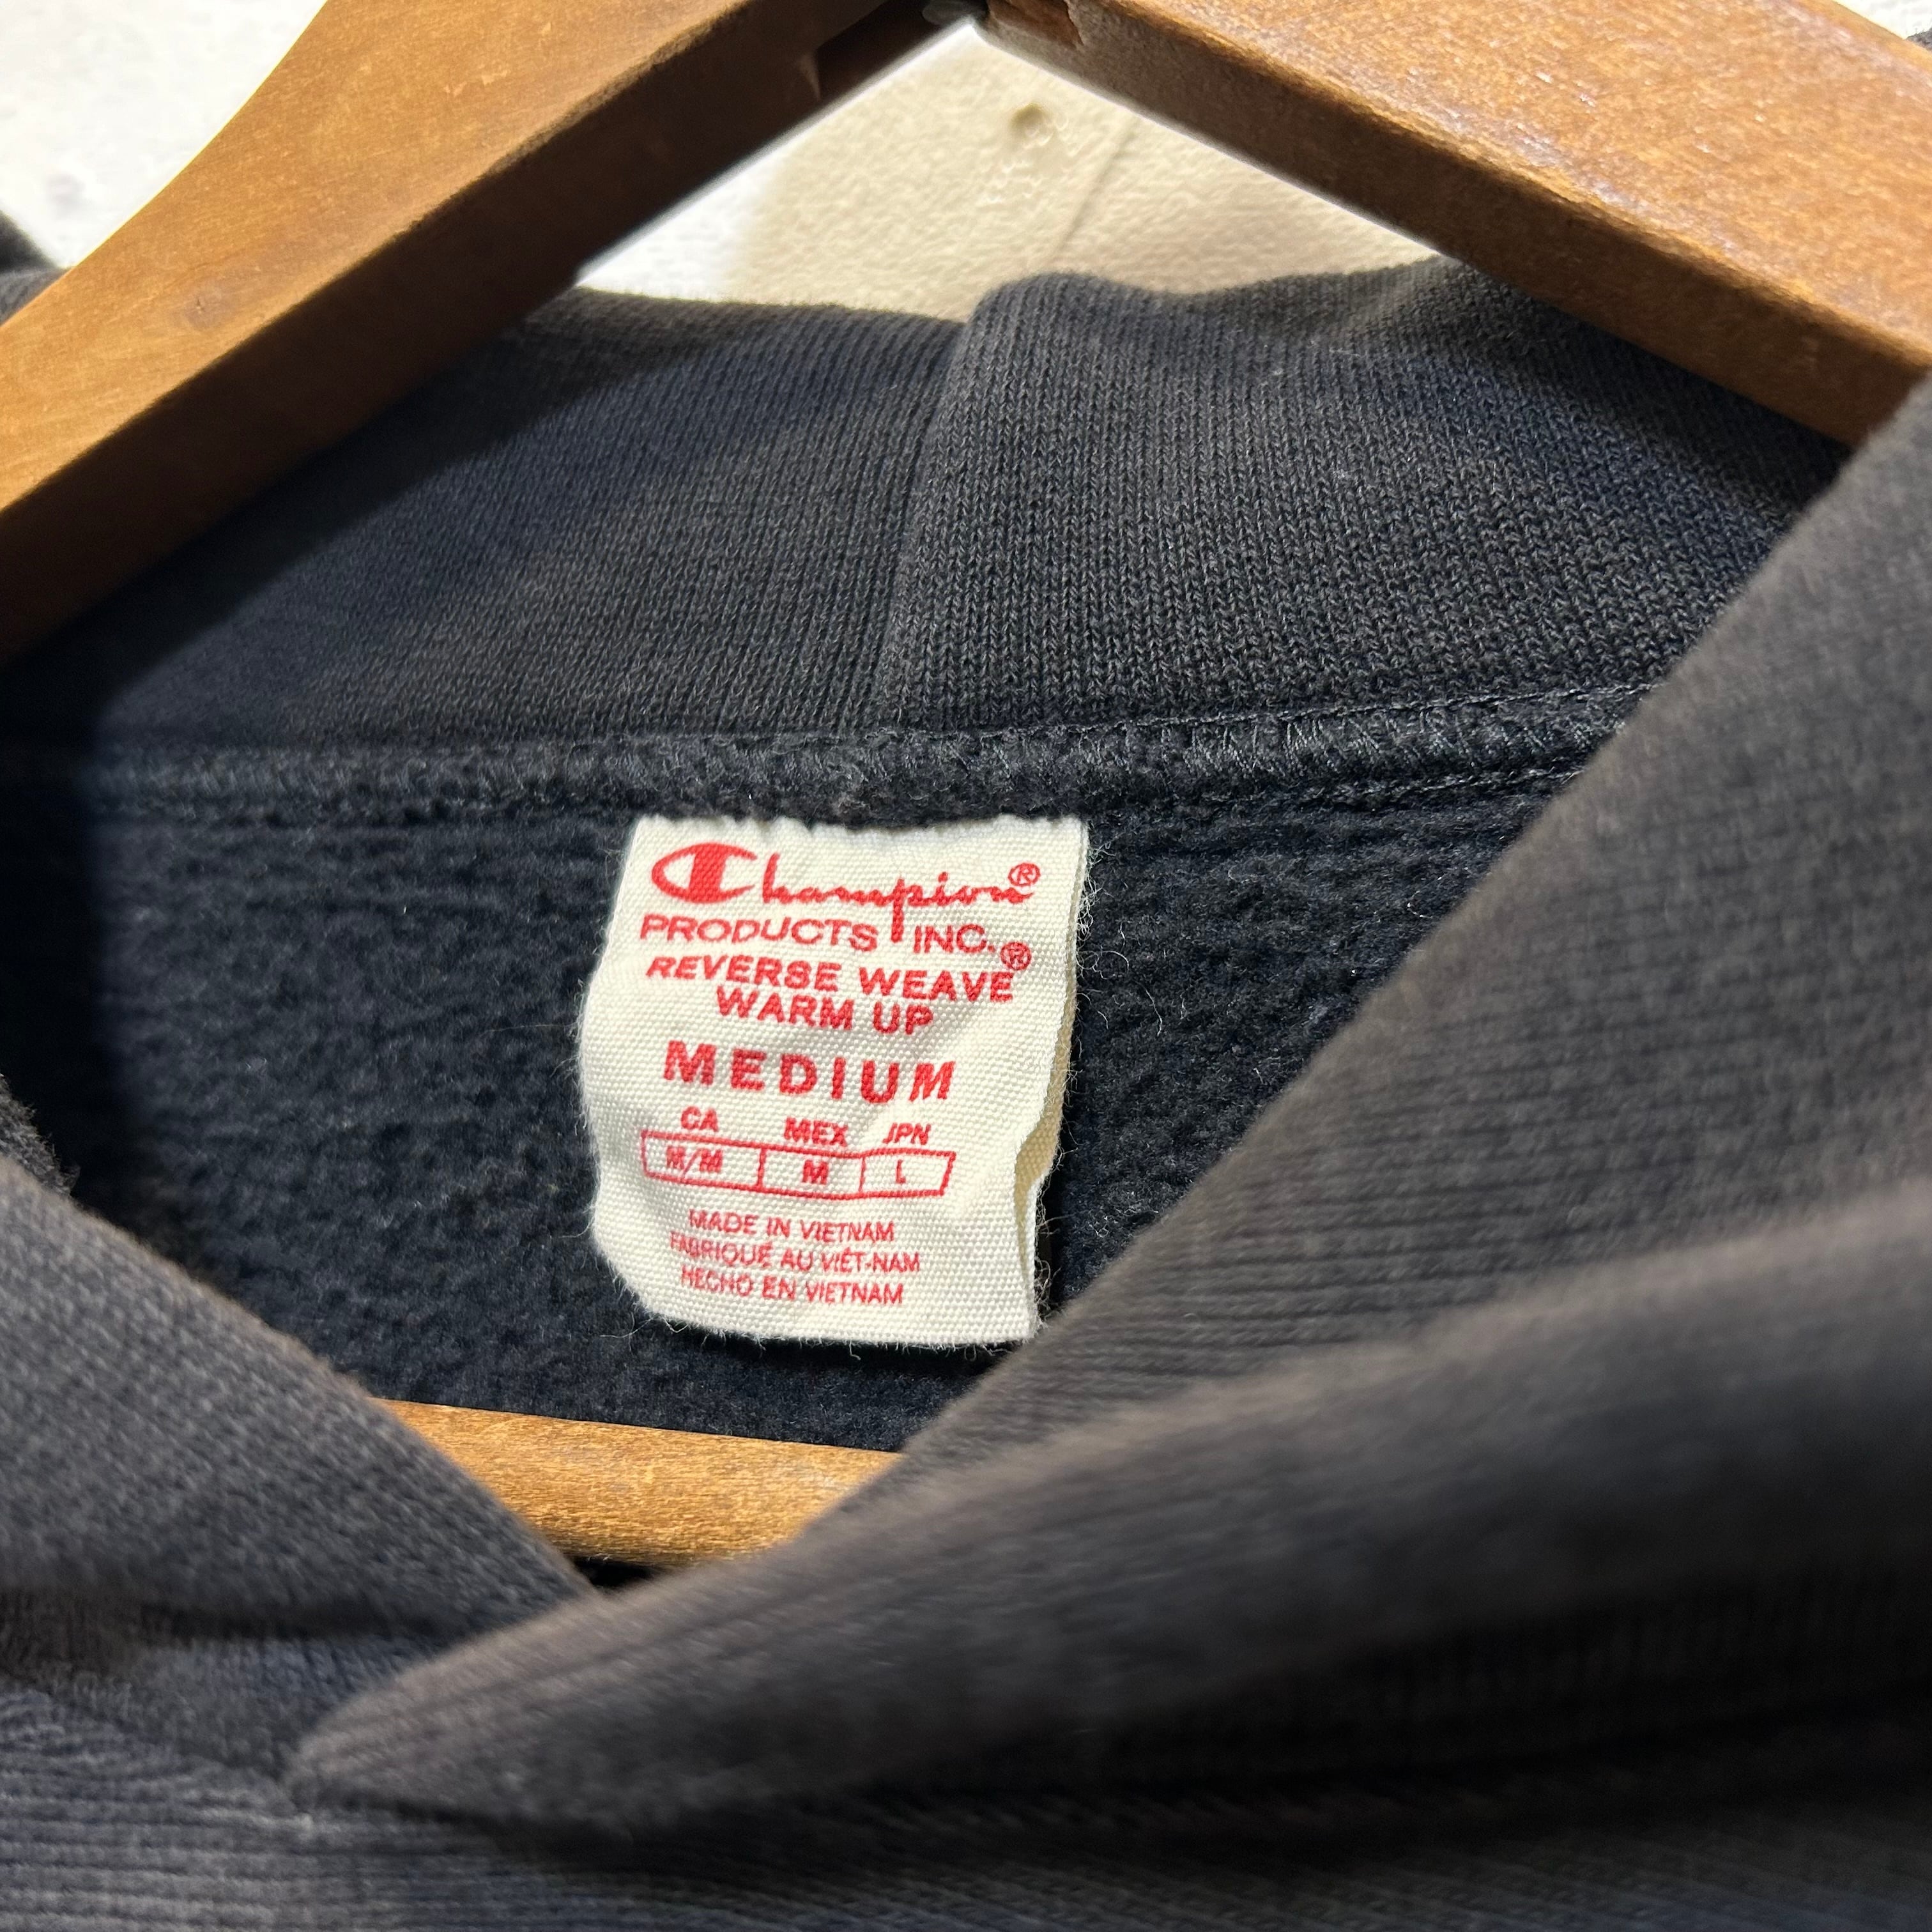 Champion®
PRODUCTS INC.
REVERSE WEAVE®
WARM UP
MEDIUM
CA MEX JPN
M/M M L
MADE IN VIETNAM
FABRIQUÉ AU VIÊT-NAM
HECHO EN VIETNAM